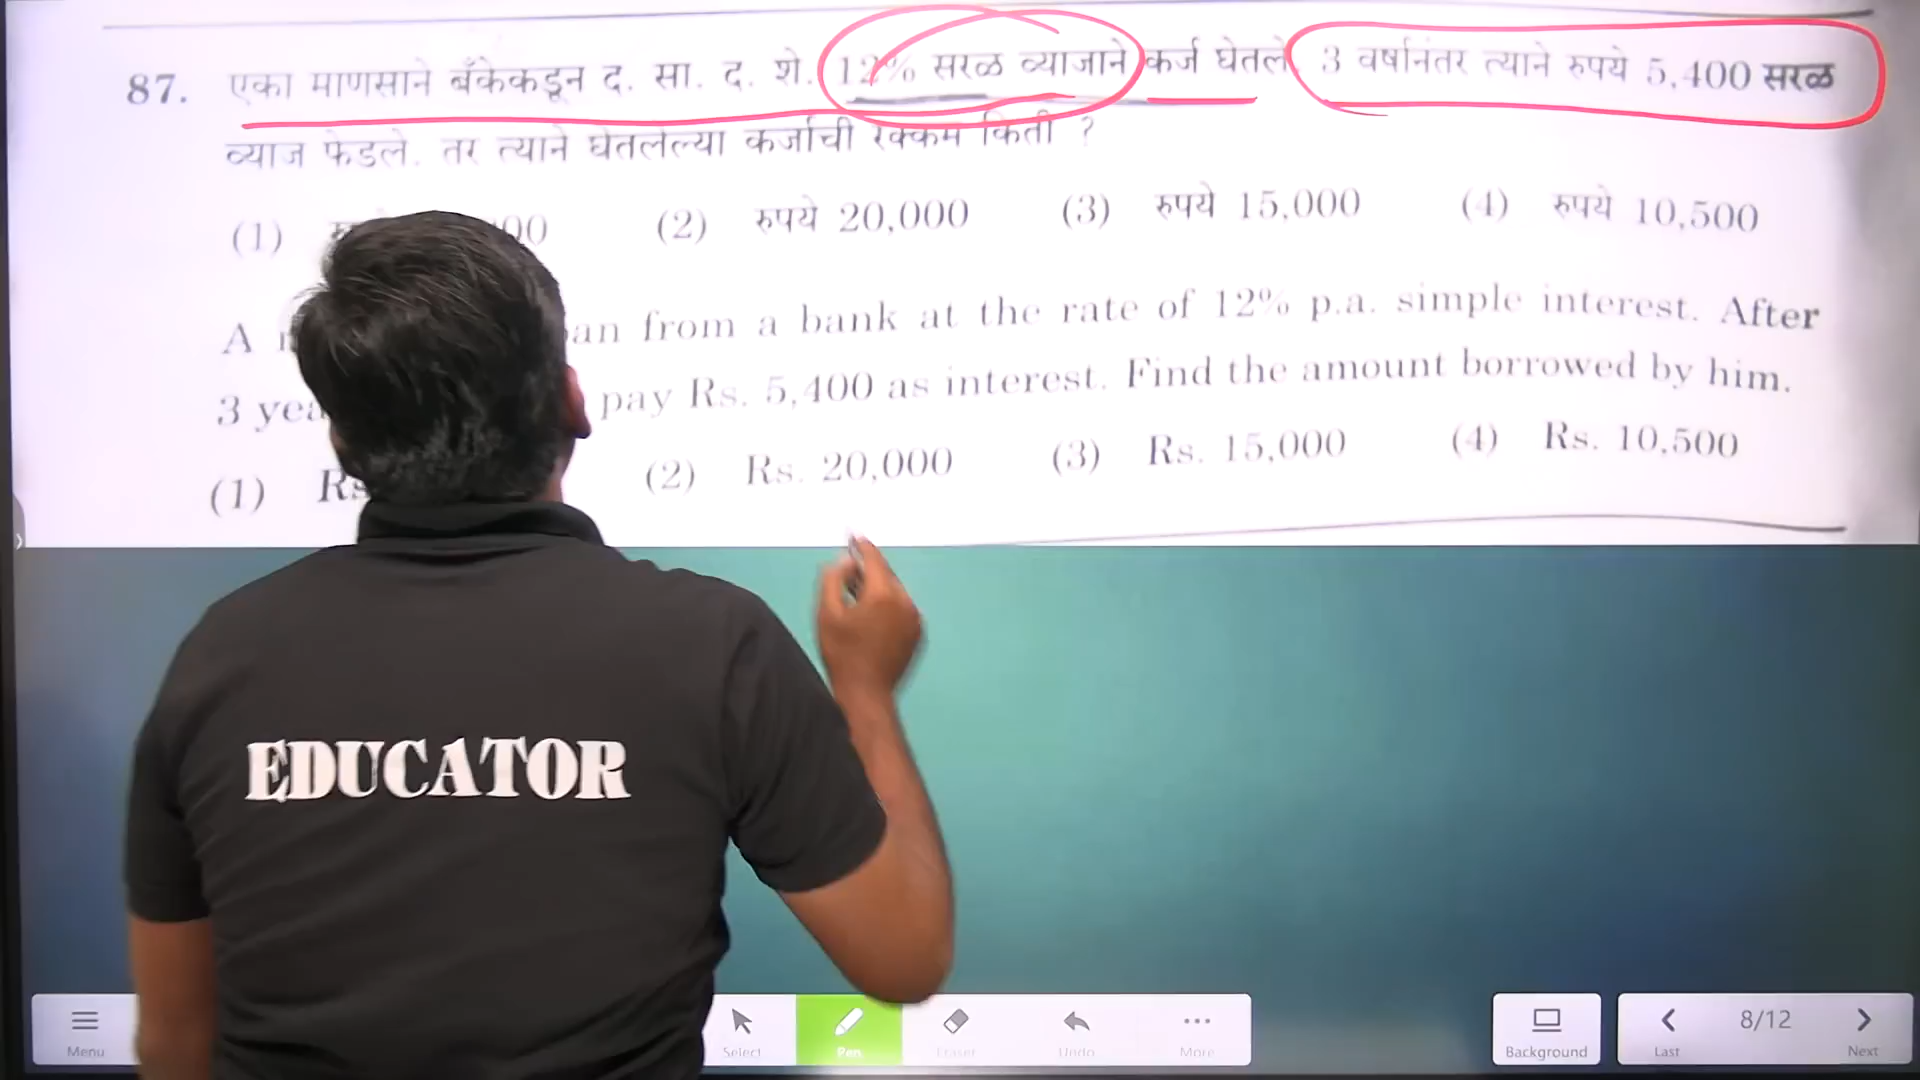 87. एका माणसाने बँकेकडून द. सा. द. शे. 12% सरळ व्याजाने कर्ज घेतले 3 वर्षानंतर त्याने रुपये 5,400 सरळ
व्याज फेडले. तर त्याने घेतलेल्या कर्जाची रक्कम किती ?
(1) (2) रुपये 20,000 (3) रुपये 15,000 (4) रुपये 10,500
A from a bank at the rate of 12% p.a. simple interest. After
3 pay Rs. 5,400 as interest. Find the amount borrowed by him.
(1) (2) Rs. 20,000 (3) Rs. 15,000 (4) Rs. 10,500
EDUCATOR
Menu Select Pen Eraser Undo More Background Last 8/12 Next